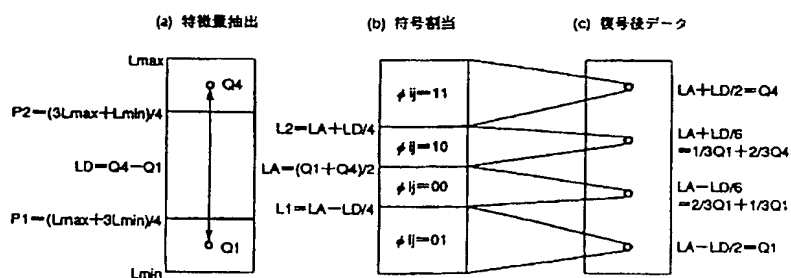 (a) 特徴量抽出
Lmax
Q4
P2=(3Lmax+Lmin)/4
LD=Q4-Q1
P1=(Lmax+3Lmin)/4
Q1
Lmin
(b) 符号割当
φij=11
L2=LA+LD/4
φij=10
LA=(Q1+Q4)/2
φij=00
L1=LA-LD/4
φij=01
(c) 復号後データ
LA+LD/2=Q4
LA+LD/6
=1/3Q1+2/3Q4
LA-LD/6
=2/3Q1+1/3Q1
LA-LD/2=Q1